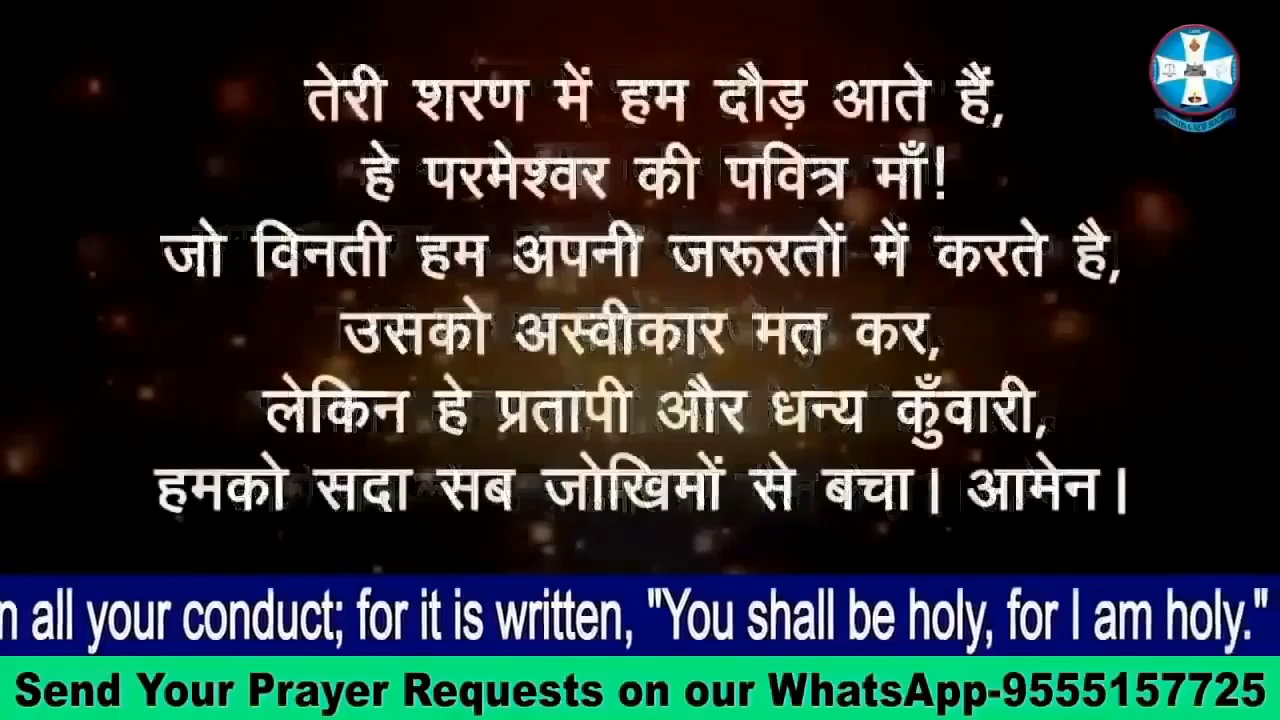 तेरी शरण में हम दौड़ आते हैं,
हे परमेश्वर की पवित्र माँ!
जो विनती हम अपनी जरूरतों में करते है,
उसको अस्वीकार मत कर,
लेकिन हे प्रतापी और धन्य कुँवारी,
हमको सदा सब जोखिमों से बचा। आमेन।
all your conduct; for it is written, "You shall be holy, for I am holy."
Send Your Prayer Requests on our WhatsApp-9555157725